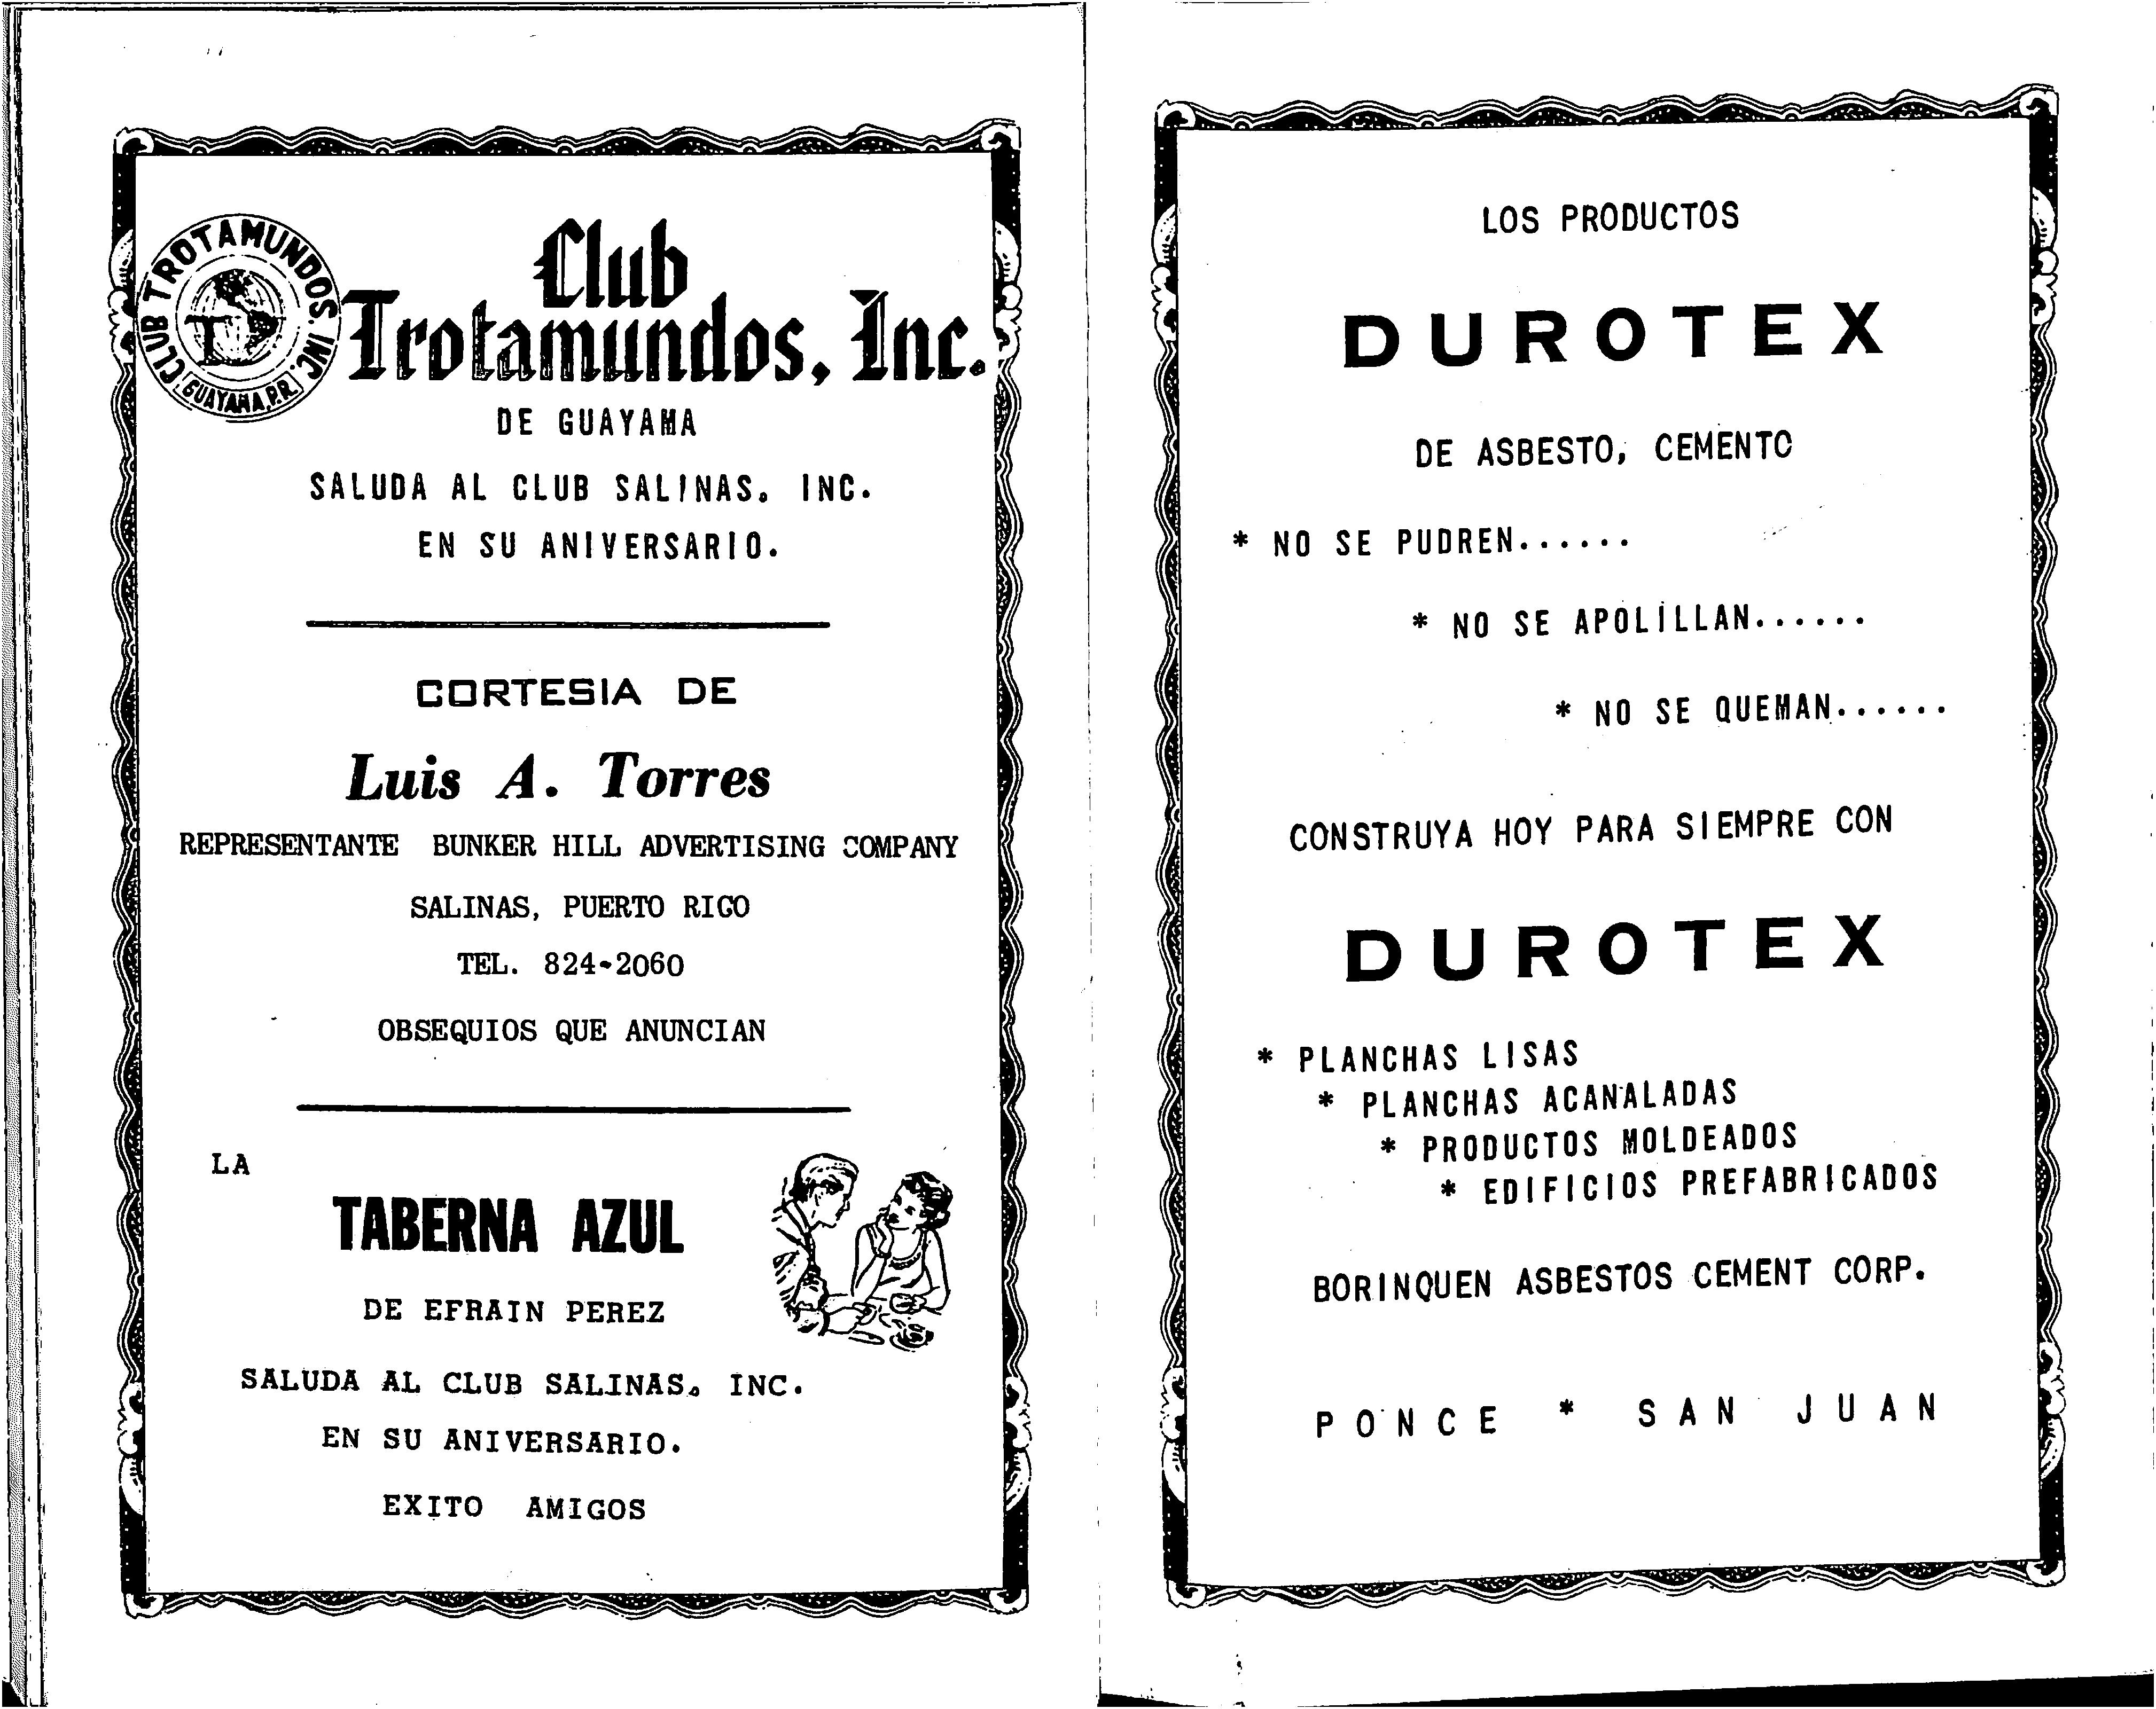 CLUB TROTAMUNDOS, INC.
GUAYAMA, P.R.
T
Club
Trotamundos, Inc.
DE GUAYAMA
SALUDA AL CLUB SALINAS, INC.
EN SU ANIVERSARIO.
CORTESIA DE
Luis A. Torres
REPRESENTANTE BUNKER HILL ADVERTISING COMPANY
SALINAS, PUERTO RICO
TEL. 824-2060
OBSEQUIOS QUE ANUNCIAN
LA
TABERNA AZUL
DE EFRAIN PEREZ
SALUDA AL CLUB SALINAS, INC.
EN SU ANIVERSARIO.
EXITO AMIGOS
LOS PRODUCTOS
DUROTEX
DE ASBESTO, CEMENTO
* NO SE PUDREN......
* NO SE APOLILLAN......
* NO SE QUEMAN......
CONSTRUYA HOY PARA SIEMPRE CON
DUROTEX
* PLANCHAS LISAS
* PLANCHAS ACANALADAS
* PRODUCTOS MOLDEADOS
* EDIFICIOS PREFABRICADOS
BORINQUEN ASBESTOS CEMENT CORP.
PONCE * SAN JUAN